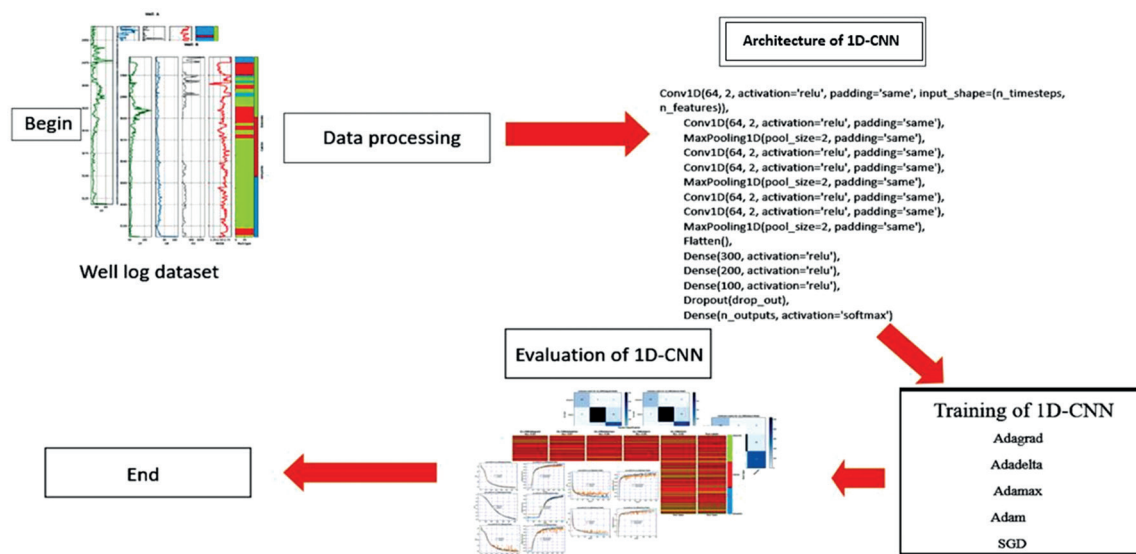 Begin
Well log dataset
Data processing
Architecture of 1D-CNN
Conv1D(64, 2, activation='relu', padding='same', input_shape=(n_timesteps,
n_features)),
Conv1D(64, 2, activation='relu', padding='same'),
MaxPooling1D(pool_size=2, padding='same'),
Conv1D(64, 2, activation='relu', padding='same'),
Conv1D(64, 2, activation='relu', padding='same'),
MaxPooling1D(pool_size=2, padding='same'),
Conv1D(64, 2, activation='relu', padding='same'),
Conv1D(64, 2, activation='relu', padding='same'),
MaxPooling1D(pool_size=2, padding='same'),
Flatten(),
Dense(300, activation='relu'),
Dense(200, activation='relu'),
Dense(100, activation='relu'),
Dropout(drop_out),
Dense(n_outputs, activation='softmax')
Training of 1D-CNN
Adagrad
Adadelta
Adamax
Adam
SGD
Evaluation of 1D-CNN
End